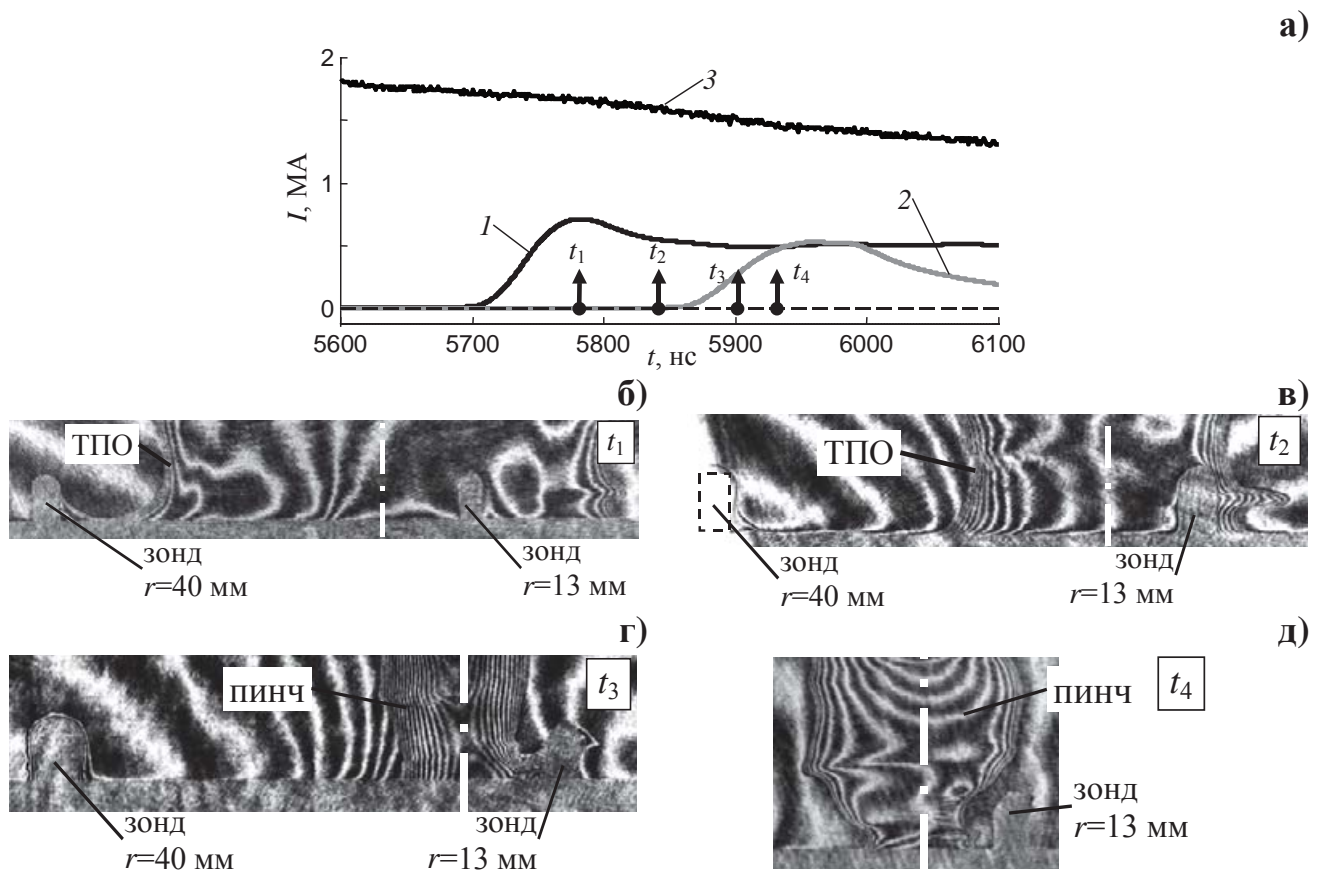 а)
2
3
I, МА
1
1
2
t1
t2
t3
t4
0
5600
5700
5800
5900
6000
6100
t, нс
б)
ТПО
t1
зонд
r=40 мм
зонд
r=13 мм
в)
ТПО
t2
зонд
r=40 мм
зонд
r=13 мм
г)
пинч
t3
зонд
r=40 мм
зонд
r=13 мм
д)
пинч
t4
зонд
r=13 мм